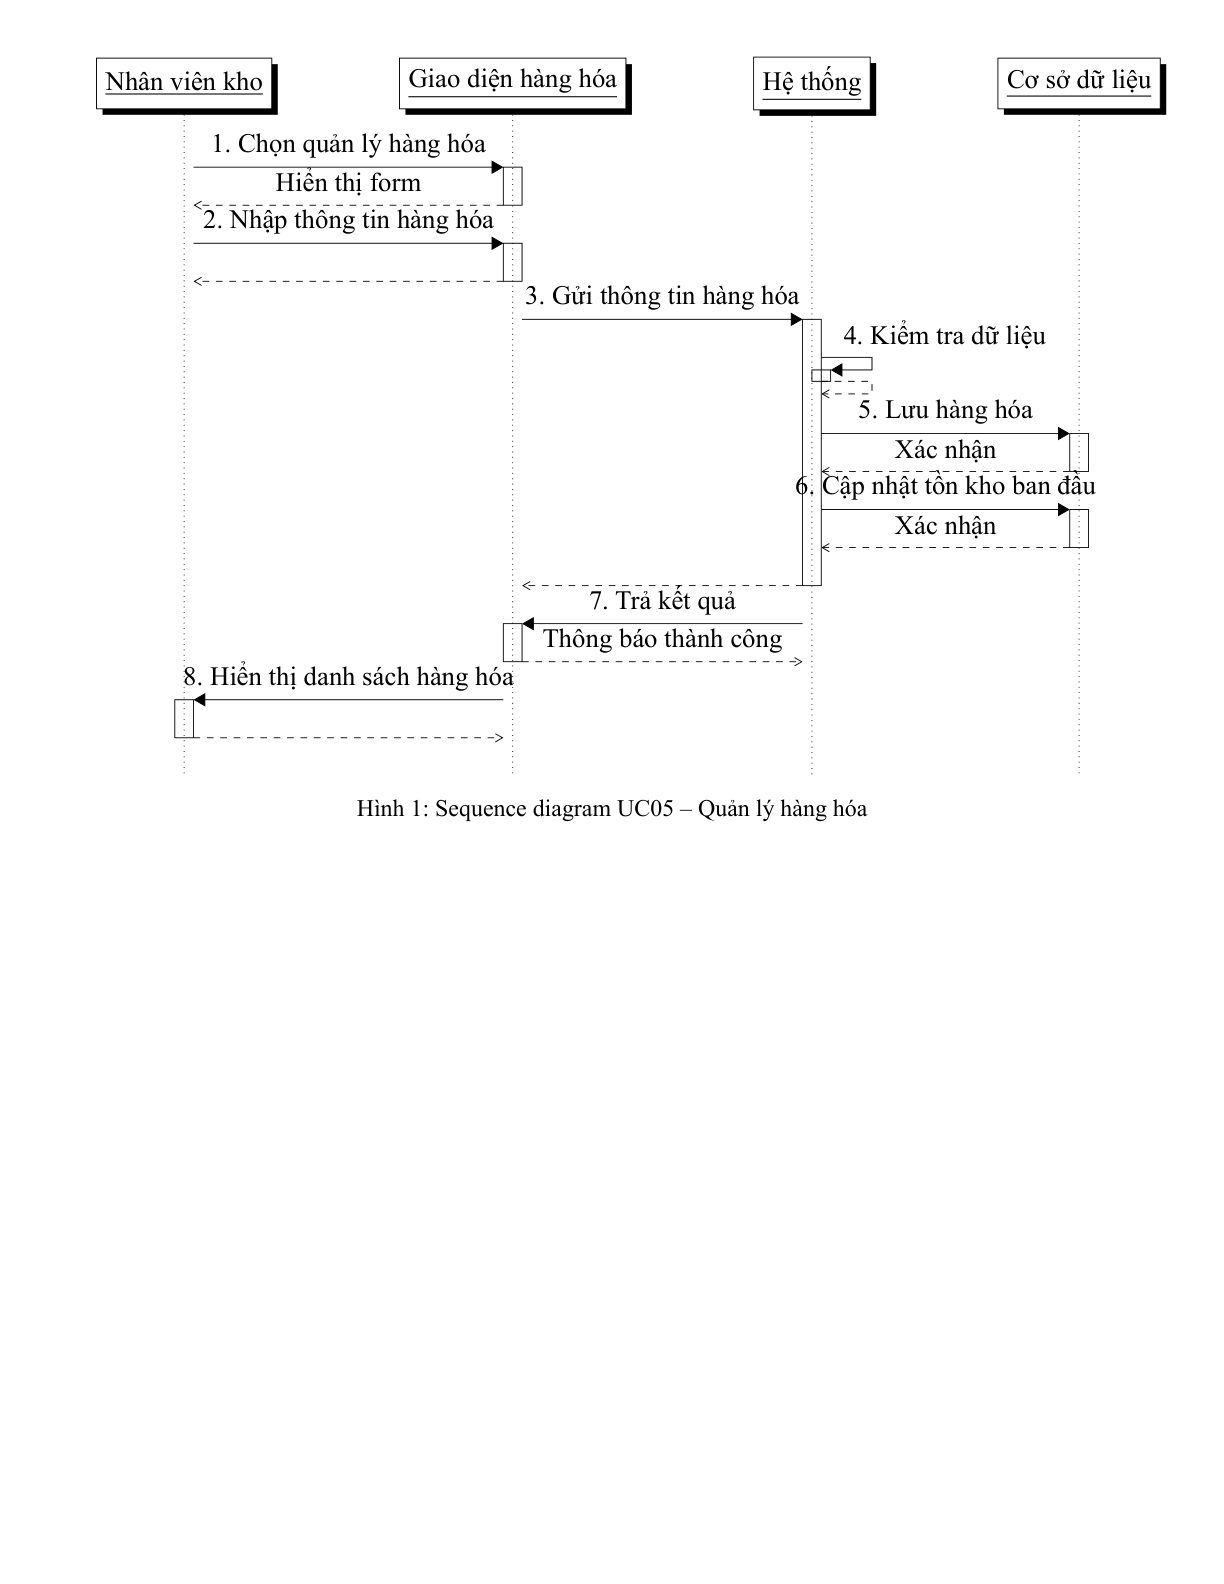 Nhân viên kho
Giao diện hàng hóa
Hệ thống
Cơ sở dữ liệu
1. Chọn quản lý hàng hóa
Hiển thị form
2. Nhập thông tin hàng hóa
3. Gửi thông tin hàng hóa
4. Kiểm tra dữ liệu
5. Lưu hàng hóa
Xác nhận
6. Cập nhật tồn kho ban đầu
Xác nhận
7. Trả kết quả
Thông báo thành công
8. Hiển thị danh sách hàng hóa
Hình 1: Sequence diagram UC05 – Quản lý hàng hóa